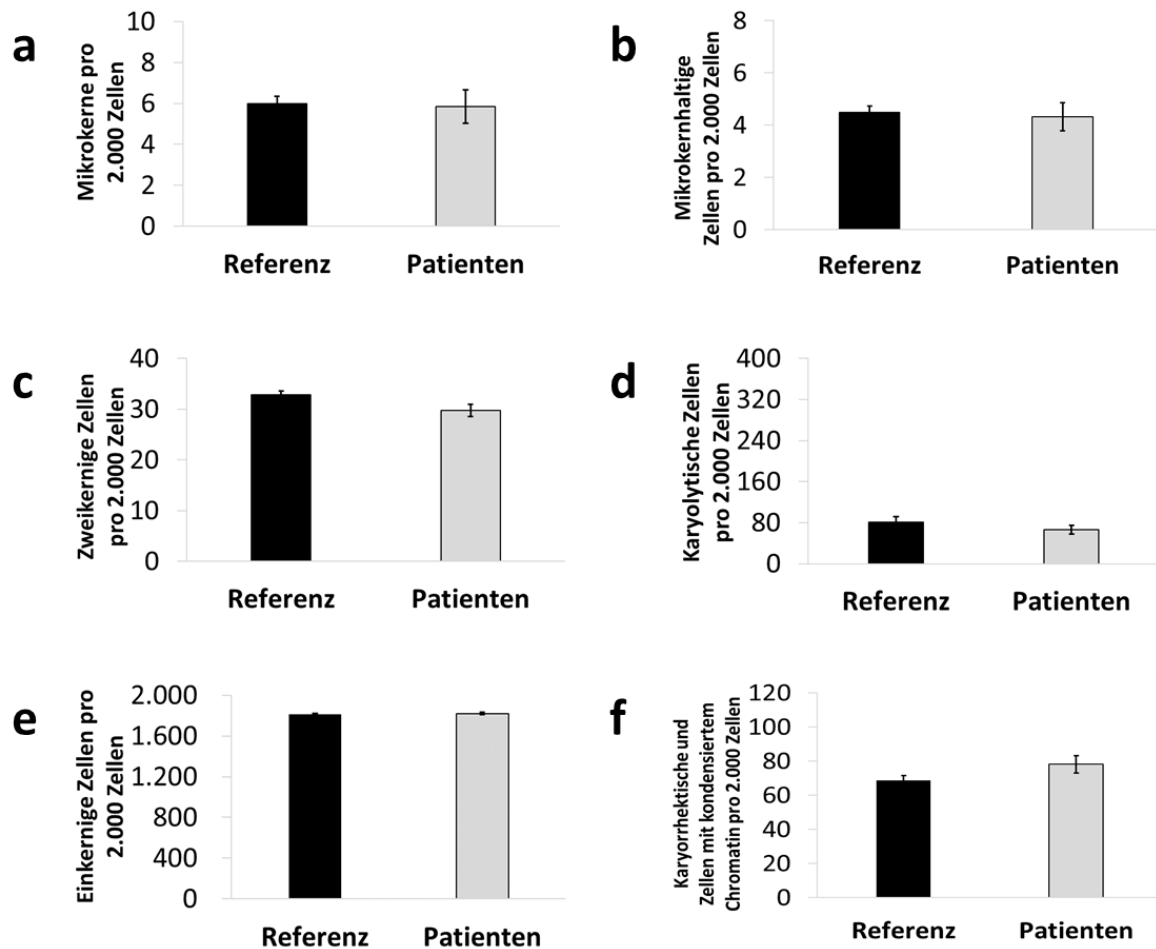 a
Mikrokerne pro
2.000 Zellen
10
8
6
4
2
0
Referenz
Patienten
b
Mikrokernhaltige
Zellen pro 2.000 Zellen
8
6
4
2
0
Referenz
Patienten
c
Zweikernige Zellen
pro 2.000 Zellen
40
30
20
10
0
Referenz
Patienten
d
Karyolytische Zellen
pro 2.000 Zellen
400
320
240
160
80
0
Referenz
Patienten
e
Einkernige Zellen pro
2.000 Zellen
2.000
1.600
1.200
800
400
0
Referenz
Patienten
f
Karyorrhektische und
Zellen mit kondensiertem
Chromatin pro 2.000 Zellen
120
100
80
60
40
20
0
Referenz
Patienten